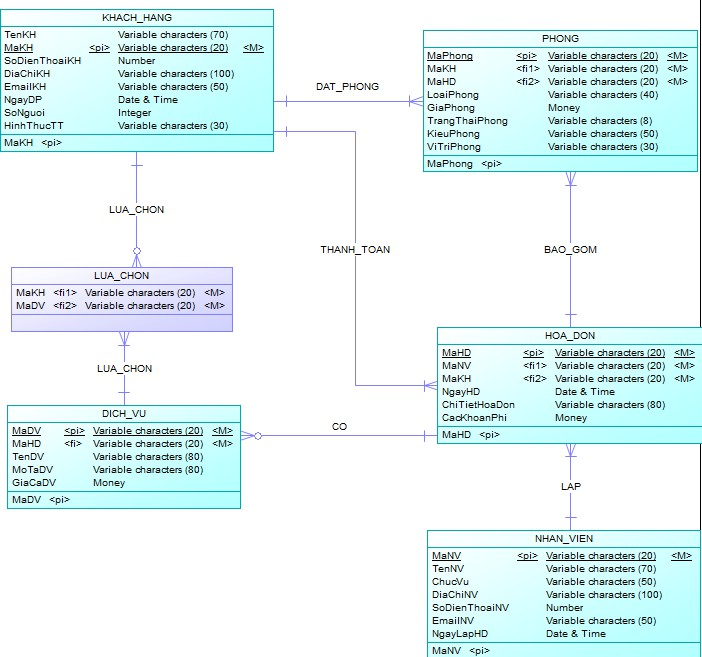 KHACH_HANG
TenKH Variable characters (70)
MaKH <pi> Variable characters (20) <M>
SoDienThoaiKH Number
DiaChiKH Variable characters (100)
EmailKH Variable characters (50)
NgayDP Date & Time
SoNguoi Integer
HinhThucTT Variable characters (30)
MaKH <pi>
DAT_PHONG
PHONG
MaPhong <pi> Variable characters (20) <M>
MaKH <fi1> Variable characters (20) <M>
MaHD <fi2> Variable characters (20) <M>
LoaiPhong Variable characters (40)
GiaPhong Money
TrangThaiPhong Variable characters (8)
KieuPhong Variable characters (50)
ViTriPhong Variable characters (30)
MaPhong <pi>
LUA_CHON
THANH_TOAN
BAO_GOM
LUA_CHON
MaKH <fi1> Variable characters (20) <M>
MaDV <fi2> Variable characters (20) <M>
LUA_CHON
HOA_DON
MaHD <pi> Variable characters (20) <M>
MaNV <fi1> Variable characters (20) <M>
MaKH <fi2> Variable characters (20) <M>
NgayHD Date & Time
ChiTietHoaDon Variable characters (80)
CacKhoanPhi Money
MaHD <pi>
DICH_VU
MaDV <pi> Variable characters (20) <M>
MaHD <fi> Variable characters (20) <M>
TenDV Variable characters (80)
MoTaDV Variable characters (80)
GiaCaDV Money
MaDV <pi>
CO
LAP
NHAN_VIEN
MaNV <pi> Variable characters (20) <M>
TenNV Variable characters (70)
ChucVu Variable characters (50)
DiaChiNV Variable characters (100)
SoDienThoaiNV Number
EmailNV Variable characters (50)
NgayLapHD Date & Time
MaNV <pi>